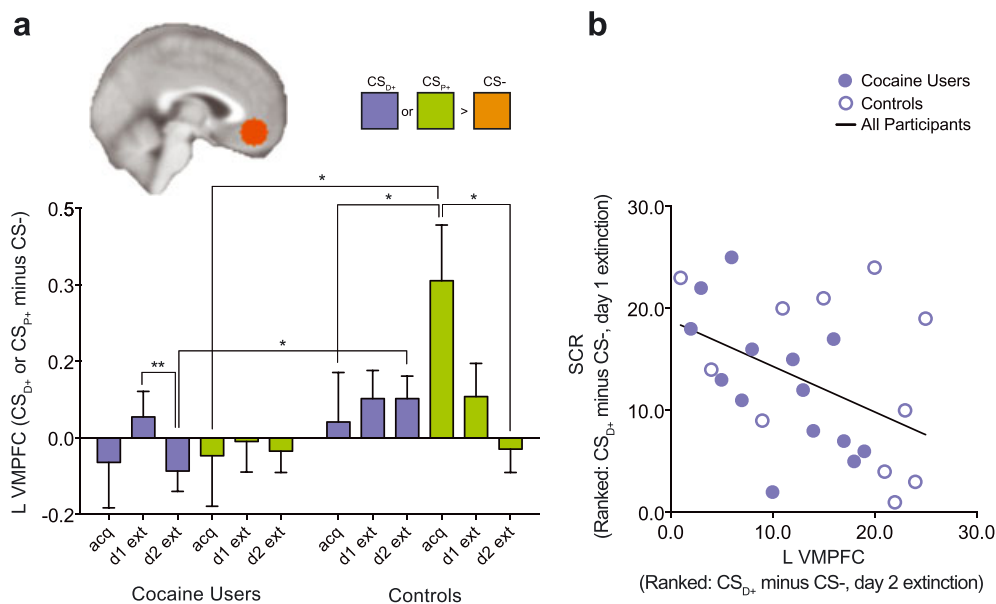 a
CSD+ CSP+ CS-
or >
* * *
0.5
0.3
0.2
0.0
-0.2
** *
L VMPFC (CSD+ or CSP+ minus CS-)
acq d1 ext d2 ext acq d1 ext d2 ext acq d1 ext d2 ext acq d1 ext d2 ext
Cocaine Users Controls
b
Cocaine Users
Controls
All Participants
SCR
(Ranked: CSD+ minus CS-, day 1 extinction)
30.0
20.0
10.0
0.0
0.0 10.0 20.0 30.0
L VMPFC
(Ranked: CSD+ minus CS-, day 2 extinction)